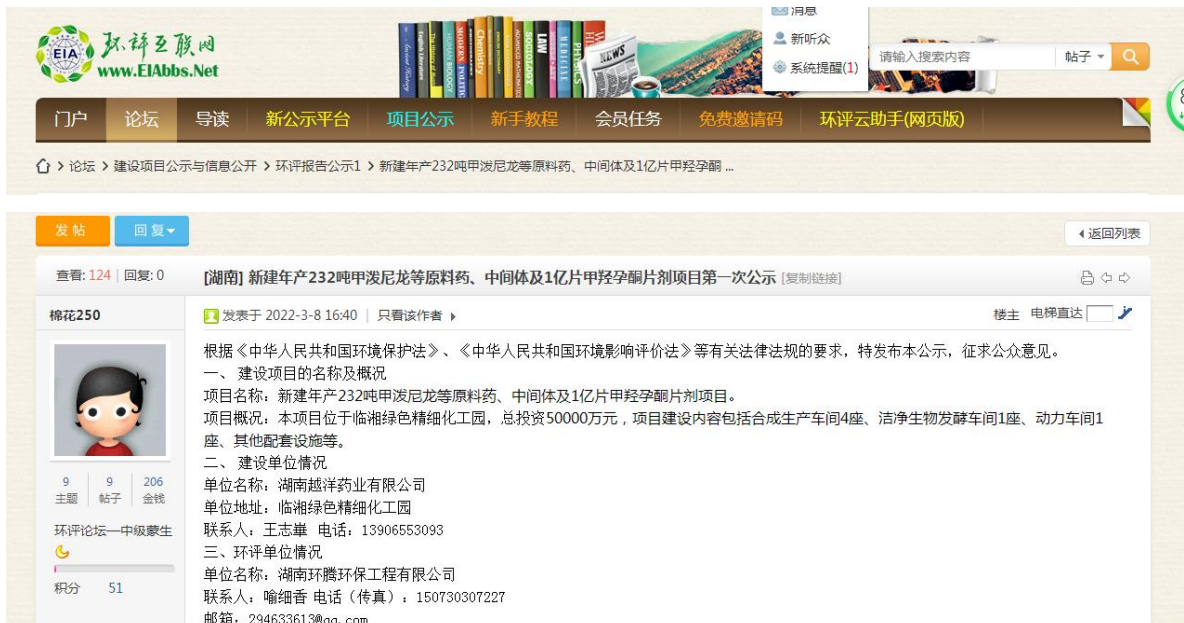 消息
新听众
系统提醒(1)
EIA
环评互联网
www.EIAbbs.Net
请输入搜索内容
帖子
门户 论坛 导读 新公示平台 项目公示 新手教程 会员任务 免费邀请码 环评云助手(网页版)
论坛 > 建设项目公示与信息公开 > 环评报告公示1 > 新建年产232吨甲泼尼龙等原料药、中间体及1亿片甲羟孕酮 ...
发帖 回复 返回列表
查看: 124 | 回复: 0
[湖南] 新建年产232吨甲泼尼龙等原料药、中间体及1亿片甲羟孕酮片剂项目第一次公示 [复制链接]
棉花250
发表于 2022-3-8 16:40 | 只看该作者
楼主 电梯直达
9 9 206
主题 帖子 金钱
环评论坛—中级蒙生
积分 51
根据《中华人民共和国环境保护法》、《中华人民共和国环境影响评价法》等有关法律法规的要求，特发布本公示，征求公众意见。
一、 建设项目的名称及概况
项目名称：新建年产232吨甲泼尼龙等原料药、中间体及1亿片甲羟孕酮片剂项目。
项目概况：本项目位于临湘绿色精细化工园，总投资50000万元，项目建设内容包括合成生产车间4座、洁净生物发酵车间1座、动力车间1
座、其他配套设施等。
二、 建设单位情况
单位名称：湖南越洋药业有限公司
单位地址：临湘绿色精细化工园
联系人：王志華 电话：13906553093
三、环评单位情况
单位名称：湖南环腾环保工程有限公司
联系人：喻细香 电话（传真）：150730307227
邮箱：294633613@qq.com